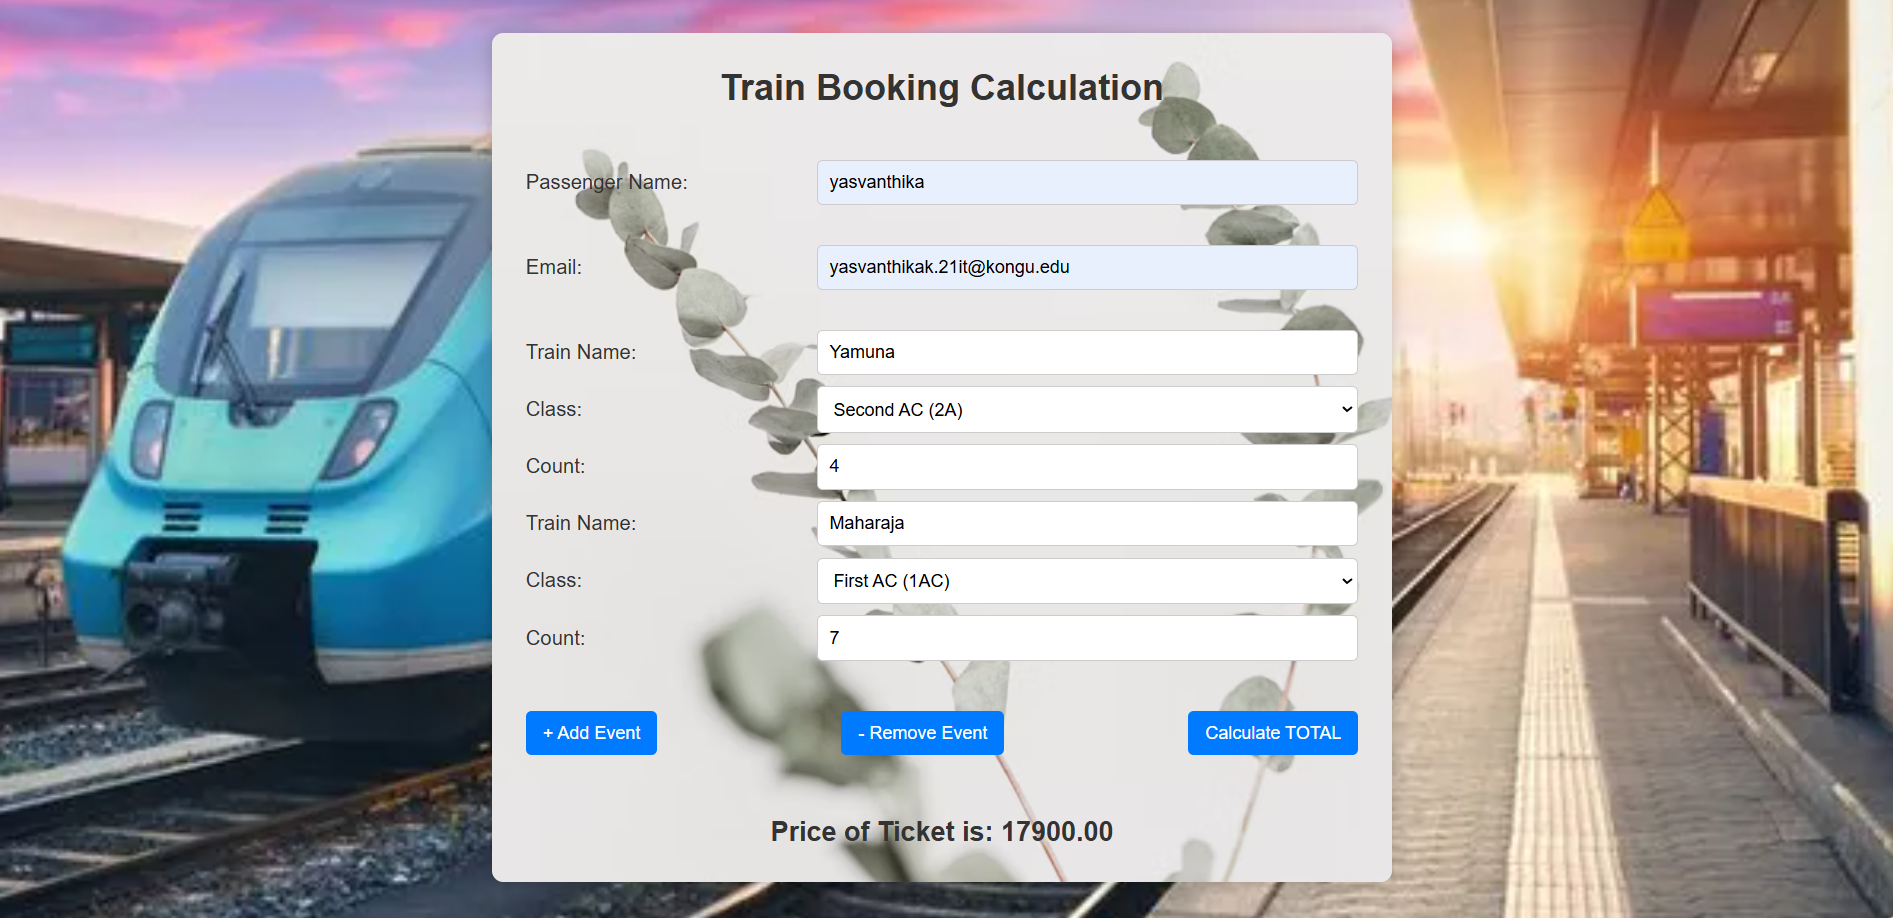 Train Booking Calculation
Passenger Name: yasvanthika
Email: yasvanthikak.21it@kongu.edu
Train Name: Yamuna
Class: Second AC (2A)
Count: 4
Train Name: Maharaja
Class: First AC (1AC)
Count: 7
+ Add Event - Remove Event Calculate TOTAL
Price of Ticket is: 17900.00